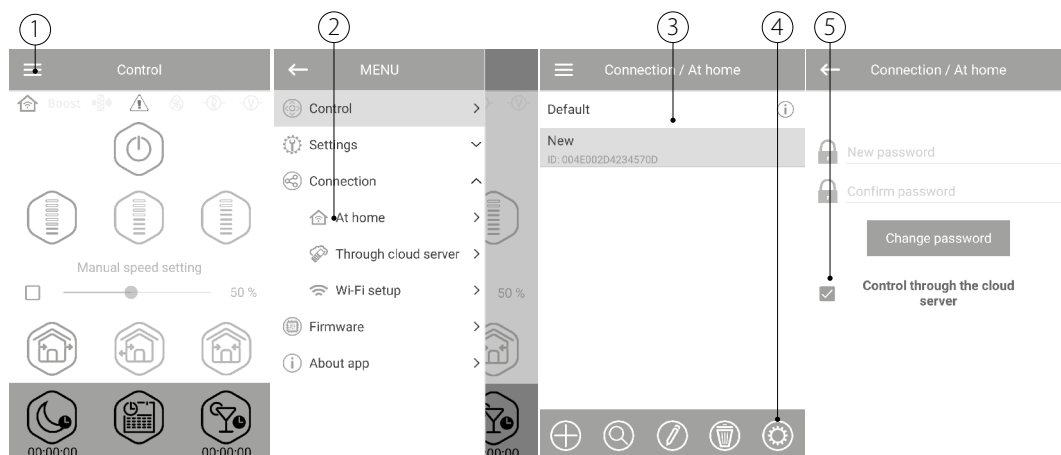 1
2
3
4
5
Control
Boost
Manual speed setting
50 %
00:00:00
00:00:00
MENU
Control
Settings
Connection
At home
Through cloud server
Wi-Fi setup
Firmware
About app
50 %
00:00
Connection / At home
Default
New
ID: 004E002D4234570D
Connection / At home
New password
Confirm password
Change password
Control through the cloud
server